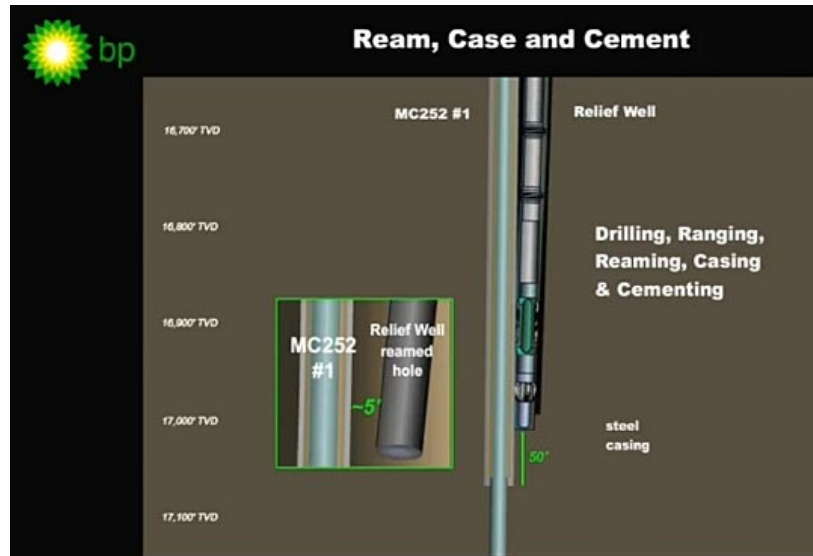 bp
Ream, Case and Cement
MC252 #1
Relief Well
16,700' TVD
16,800' TVD
Drilling, Ranging,
Reaming, Casing
& Cementing
16,900' TVD
MC252
#1
Relief Well
reamed
hole
~5'
17,000' TVD
steel
casing
50'
17,100' TVD